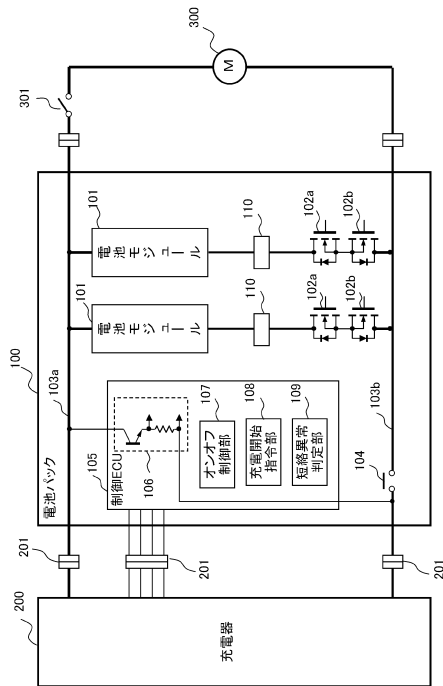 300
M
301
101
電池モジュール
110
102a
102b
101
電池モジュール
110
102a
102b
100
103a
103b
電池パック
105
制御ECU
106
107
オンオフ
制御部
108
充電開始
指令部
109
短絡異常
判定部
104
201
201
201
200
充電器